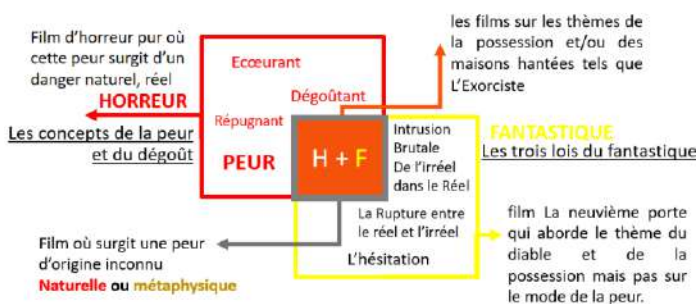 Film d'horreur pur où
cette peur surgit d'un
danger naturel, réel
HORREUR
Les concepts de la peur
et du dégoût
Ecœurant
Dégoûtant
Répugnant
PEUR
H + F
les films sur les thèmes de
la possession et/ou des
maisons hantées tels que
L'Exorciste
Intrusion
Brutale
De l'irréel
dans le Réel
FANTASTIQUE
Les trois lois du fantastique
La Rupture entre
le réel et l'irréel
L'hésitation
Film où surgit une peur
d'origine inconnu
Naturelle ou métaphysique
film La neuvième porte
qui aborde le thème du
diable et de la
possession mais pas sur
le mode de la peur.